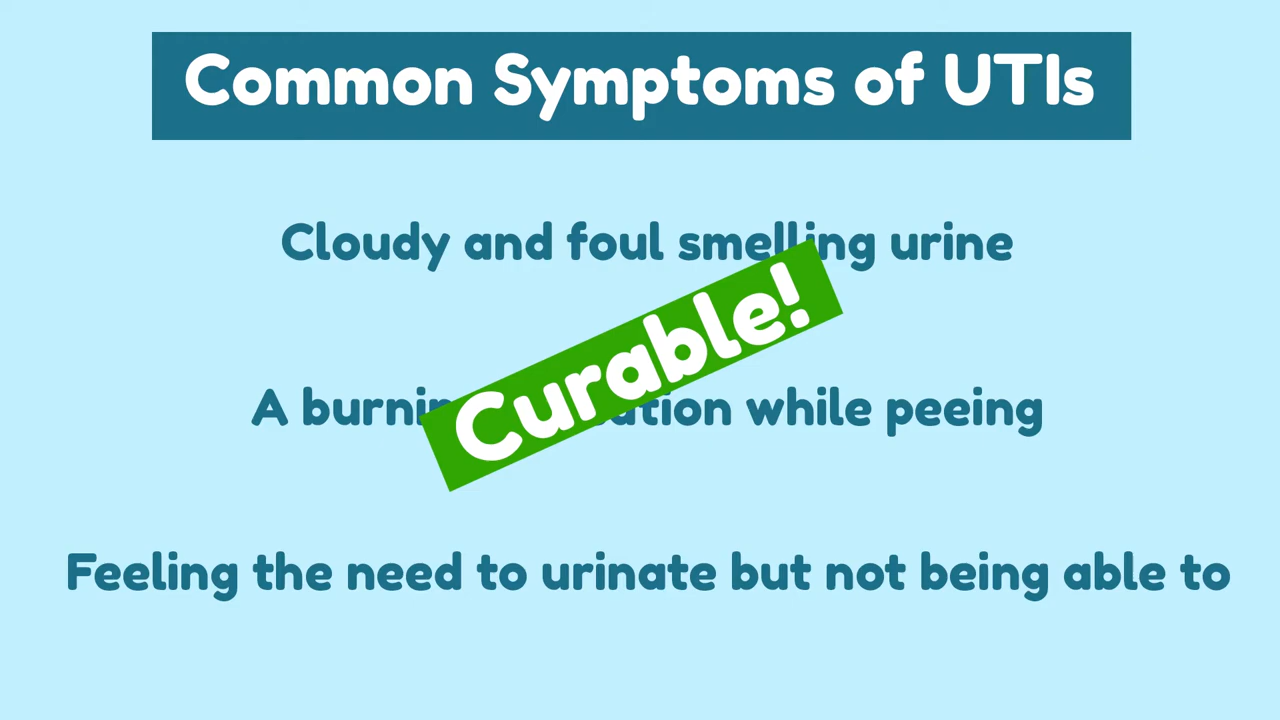 Common Symptoms of UTIs
Cloudy and foul smelling urine
Curable!
A burning while peeing
Feeling the need to urinate but not being able to